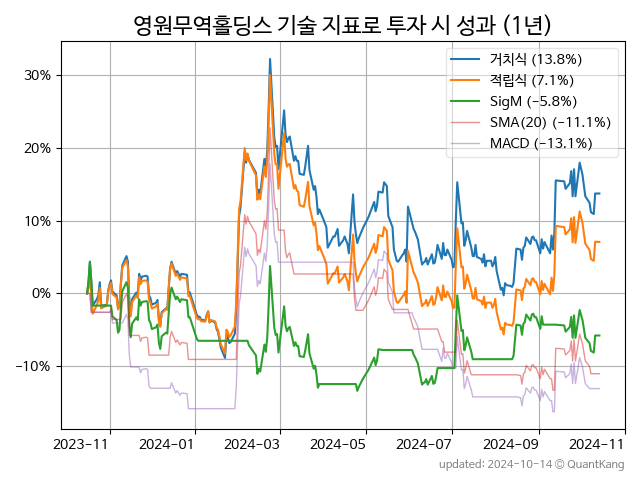 영원무역홀딩스 기술 지표로 투자 시 성과 (1년)
거치식 (13.8%)
적립식 (7.1%)
SigM (−5.8%)
SMA(20) (−11.1%)
MACD (−13.1%)
30%
20%
10%
0%
−10%
2023−11 2024−01 2024−03 2024−05 2024−07 2024−09 2024−11
updated: 2024-10-14 © QuantKang